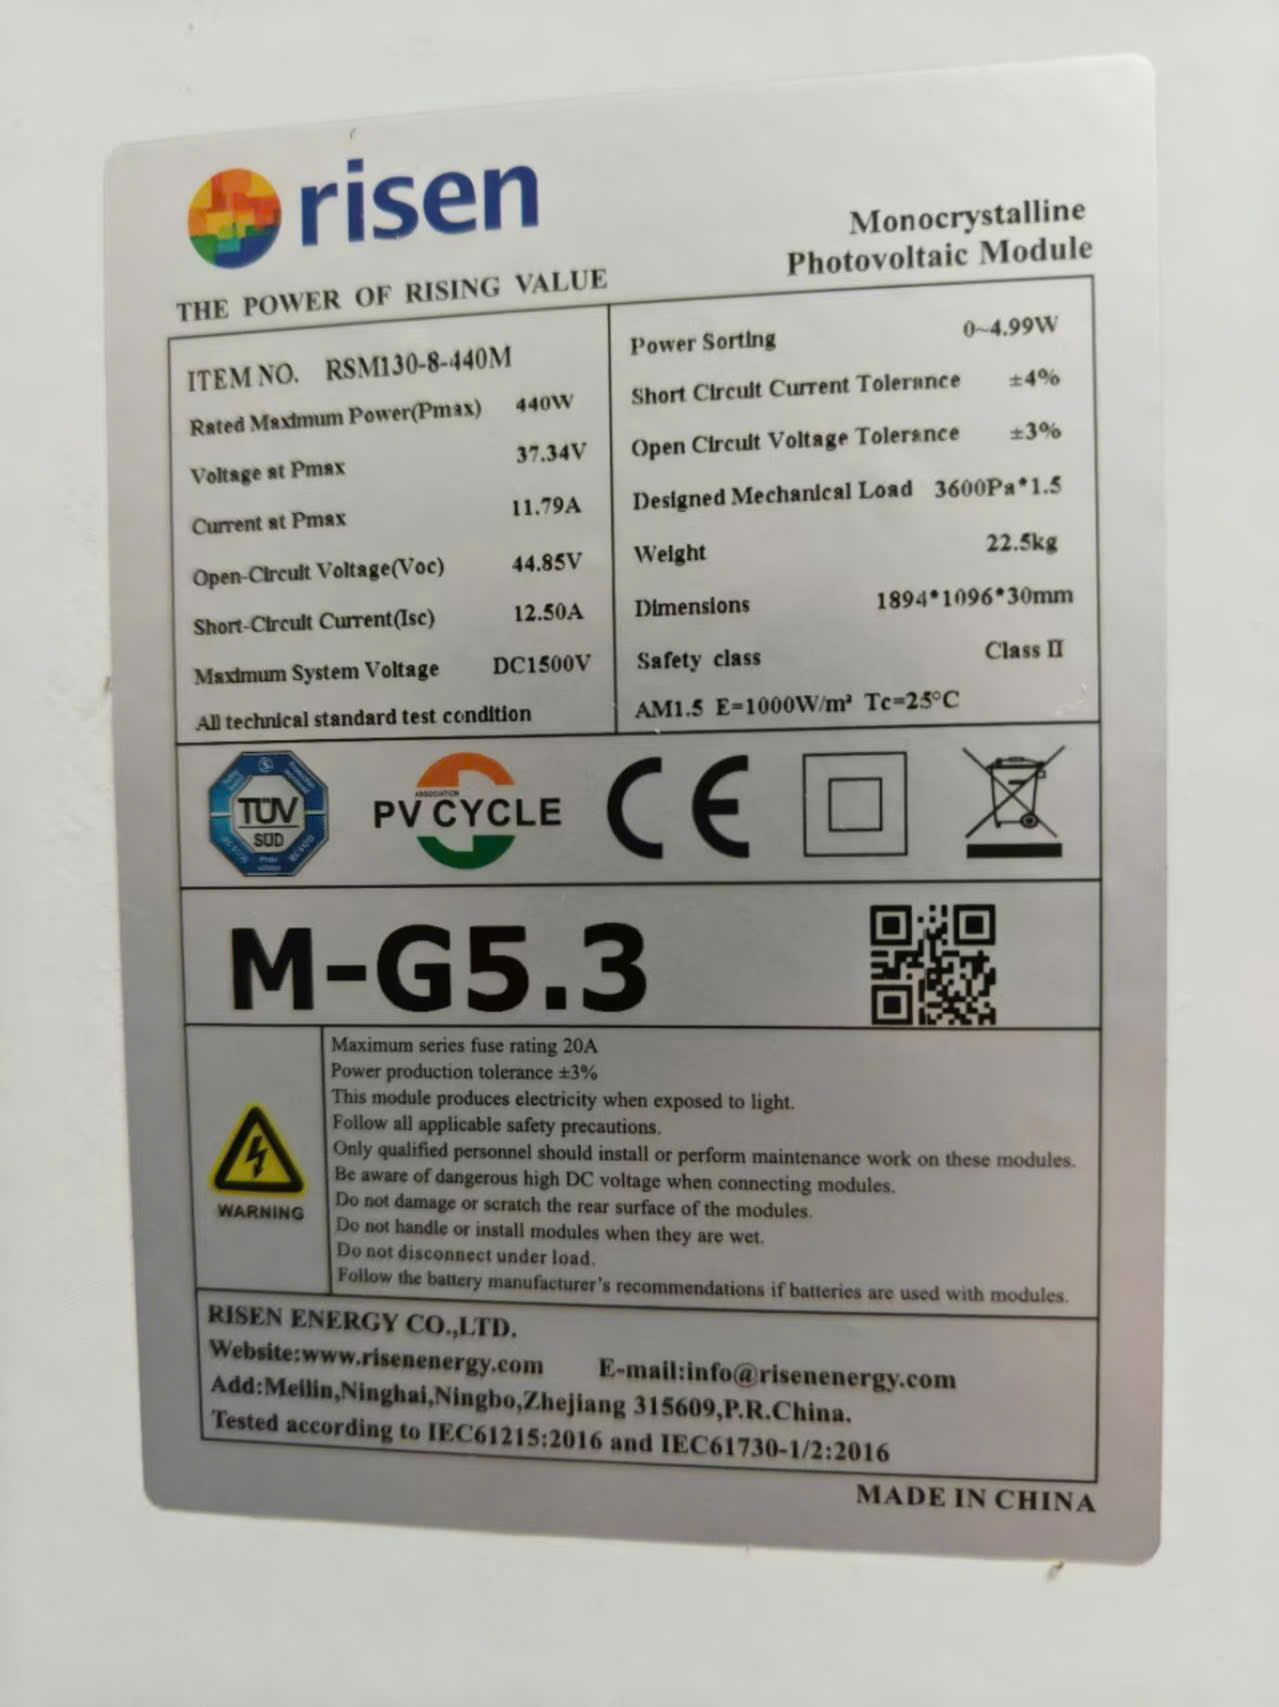 risen
THE POWER OF RISING VALUE
Monocrystalline
Photovoltaic Module
ITEM NO. RSM130-8-440M
Rated Maximum Power(Pmax) 440W
Voltage at Pmax 37.34V
Current at Pmax 11.79A
Open-Circuit Voltage(Voc) 44.85V
Short-Circuit Current(Isc) 12.50A
Maximum System Voltage DC1500V
All technical standard test condition
Power Sorting 0~4.99W
Short Circuit Current Tolerance ±4%
Open Circuit Voltage Tolerance ±3%
Designed Mechanical Load 3600Pa*1.5
Weight 22.5kg
Dimensions 1894*1096*30mm
Safety class Class II
AM1.5 E=1000W/m² Tc=25°C
TÜV
SÜD
ASSOCIATION
PV CYCLE
CE
M-G5.3
WARNING
Maximum series fuse rating 20A
Power production tolerance ±3%
This module produces electricity when exposed to light.
Follow all applicable safety precautions.
Only qualified personnel should install or perform maintenance work on these modules.
Be aware of dangerous high DC voltage when connecting modules.
Do not damage or scratch the rear surface of the modules.
Do not handle or install modules when they are wet.
Do not disconnect under load.
Follow the battery manufacturer's recommendations if batteries are used with modules.
RISEN ENERGY CO.,LTD.
Website:www.risenenergy.com E-mail:info@risenenergy.com
Add:Meilin,Ninghai,Ningbo,Zhejiang 315609,P.R.China.
Tested according to IEC61215:2016 and IEC61730-1/2:2016
MADE IN CHINA